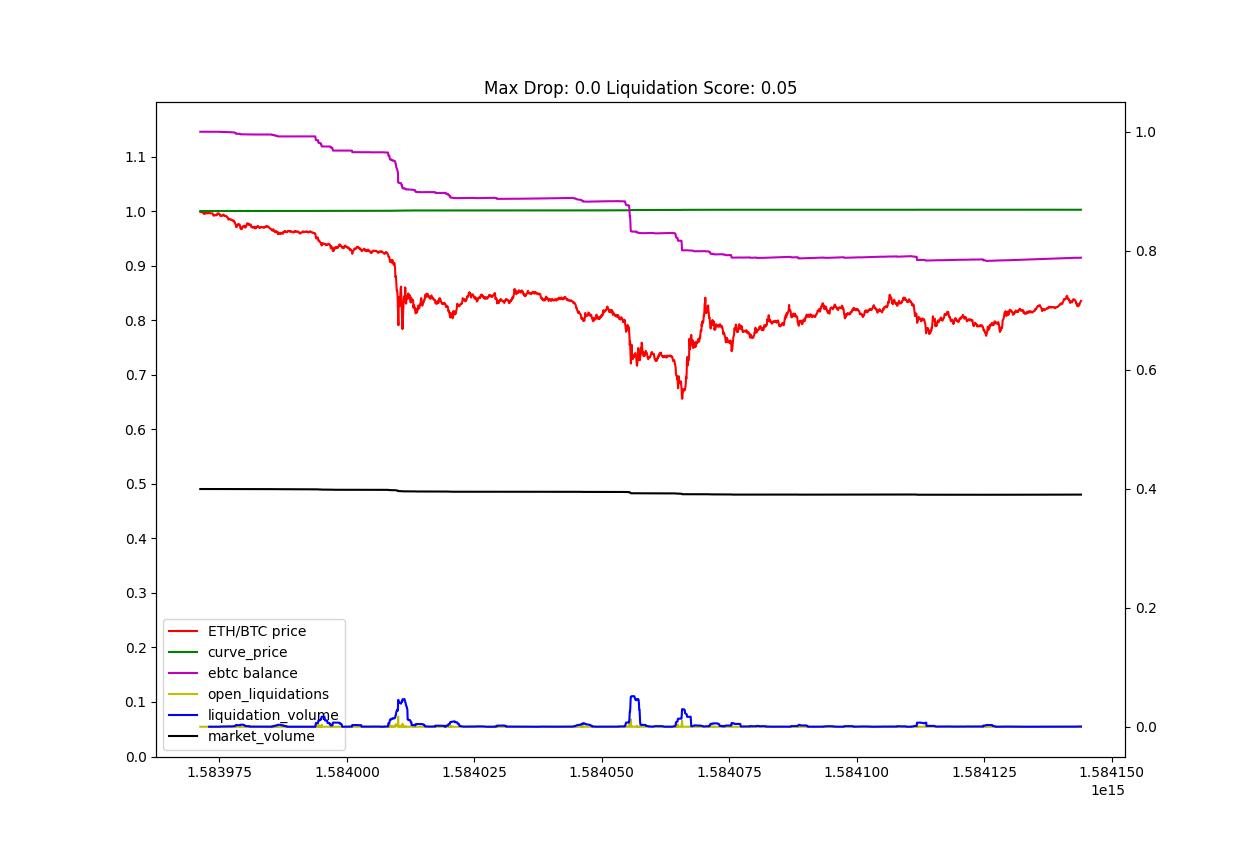 Max Drop: 0.0 Liquidation Score: 0.05
1.1
1.0
0.9
0.8
0.7
0.6
0.5
0.4
0.3
0.2
0.1
0.0
1.0
0.8
0.6
0.4
0.2
0.0
ETH/BTC price
curve_price
ebtc balance
open_liquidations
liquidation_volume
market_volume
1.583975 1.584000 1.584025 1.584050 1.584075 1.584100 1.584125 1.584150
1e15